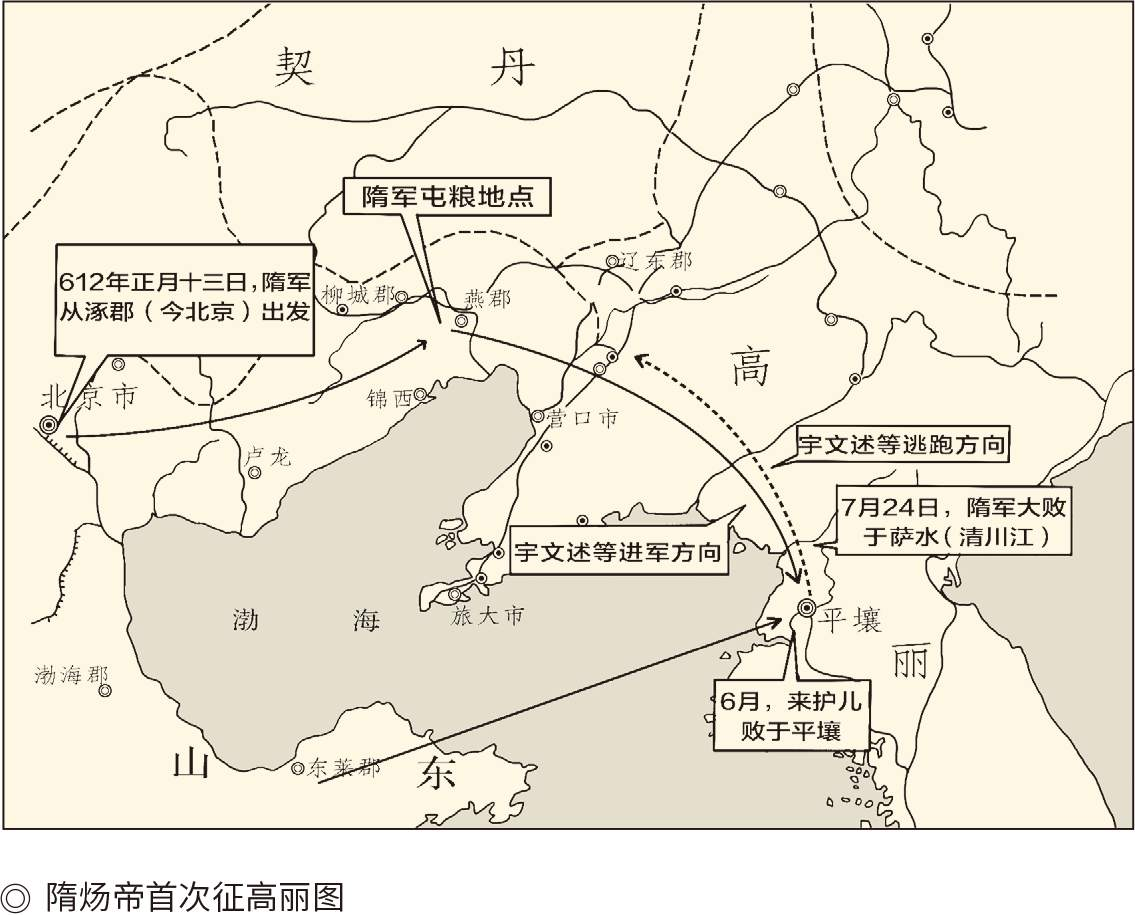 契 丹
隋军屯粮地点
612年正月十三日，隋军
从涿郡（今北京）出发
辽东郡
柳城郡
燕郡
高
北京市
锦西
营口市
卢龙
宇文述等逃跑方向
7月24日，隋军大败
于萨水（清川江）
宇文述等进军方向
旅大市
渤 海
平壤
丽
渤海郡
6月，来护儿
败于平壤
山 东
东莱郡
◎ 隋炀帝首次征高丽图